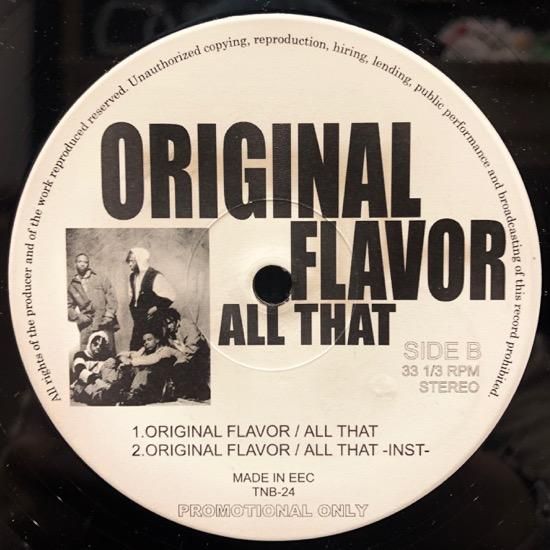 All rights of the producer and of the work reproduced reserved. Unauthorized copying, reproduction, hiring, lending, public performance and broadcasting of this record prohibited.
ORIGINAL
FLAVOR
ALL THAT
SIDE B
33 1/3 RPM
STEREO
1.ORIGINAL FLAVOR / ALL THAT
2.ORIGINAL FLAVOR / ALL THAT -INST-
MADE IN EEC
TNB-24
PROMOTIONAL ONLY